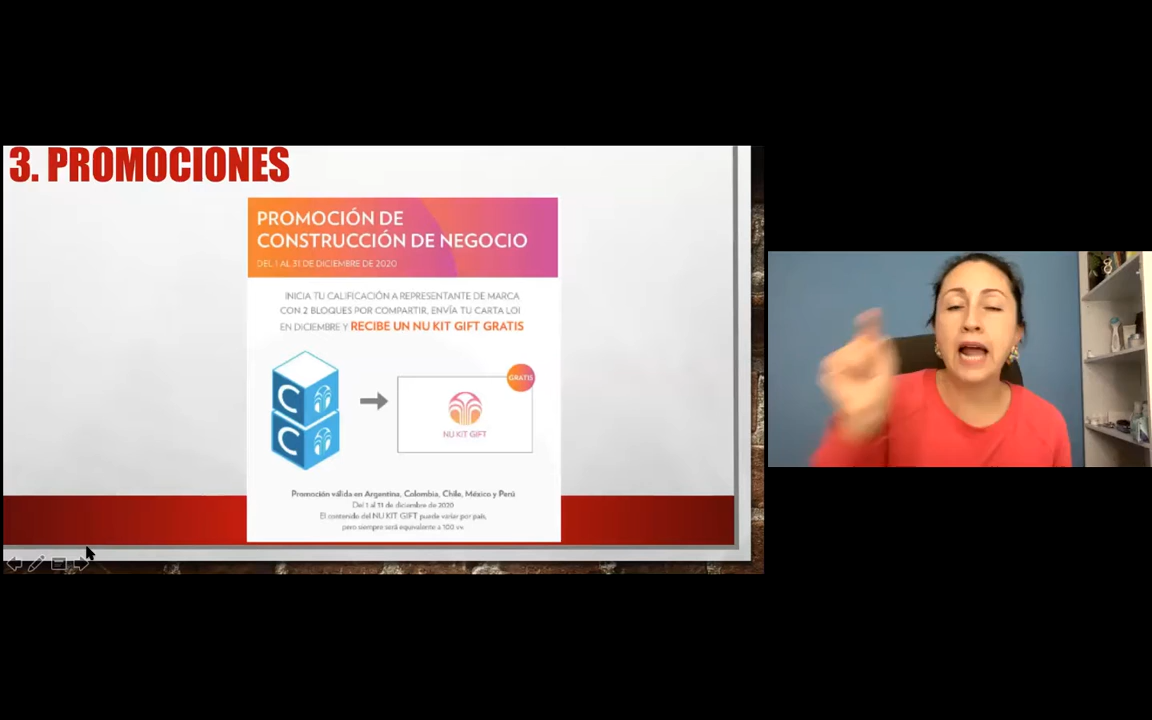 3. PROMOCIONES
PROMOCIÓN DE
CONSTRUCCIÓN DE NEGOCIO
DEL 1 AL 31 DE DICIEMBRE DE 2020
INICIA TU CALIFICACIÓN A REPRESENTANTE DE MARCA
CON 2 BLOQUES POR COMPARTIR, ENVÍA TU CARTA LOI
EN DICIEMBRE Y RECIBE UN NU KIT GIFT GRATIS
GRATIS
C
C
NU KIT GIFT
Promoción válida en Argentina, Colombia, Chile, México y Perú
Del 1 al 31 de diciembre de 2020
El contenido del NU KIT GIFT puede variar por país,
pero siempre será equivalente a 100 vv